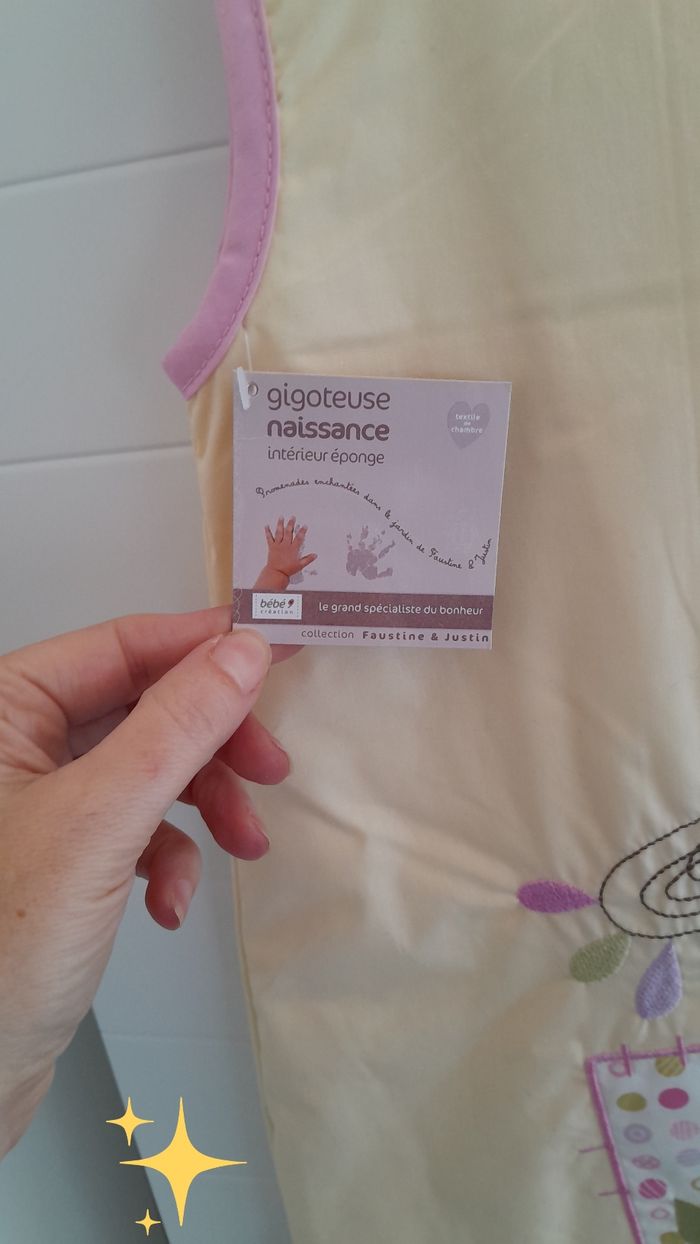 gigoteuse
naissance
intérieur éponge
textile
de
chambre
Promenades enchantées dans le jardin de Faustine & Justin
bébé
création
le grand spécialiste du bonheur
collection Faustine & Justin